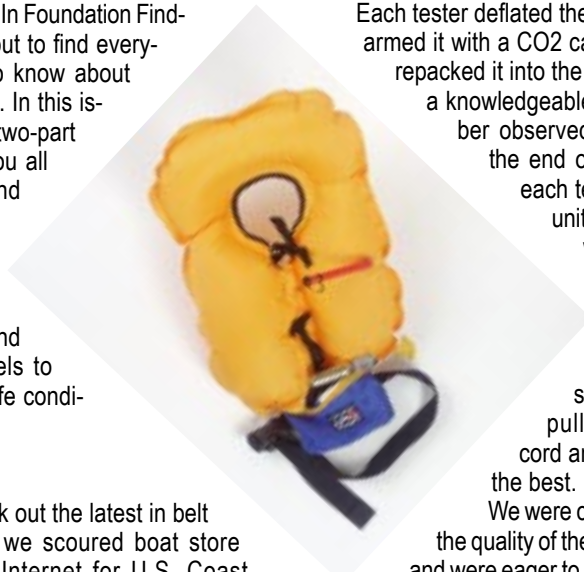 In Foundation Find-
out to find every-
know about
. In this is-
two-part
ou all
nd
nd
els to
fe condi-
k out the latest in belt
we scoured boat store
Internet for U.S. Coast
Each tester deflated the
armed it with a CO2 ca
repacked it into the
a knowledgeable
ber observed
the end o
each te
unit
s
pull
cord an
the best.
We were o
the quality of the
and were eager to